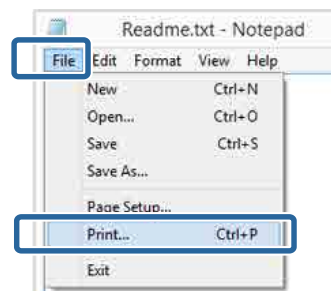 Readme.txt - Notepad
File Edit Format View Help
New Ctrl+N
Open... Ctrl+O
Save Ctrl+S
Save As...
Page Setup...
Print... Ctrl+P
Exit